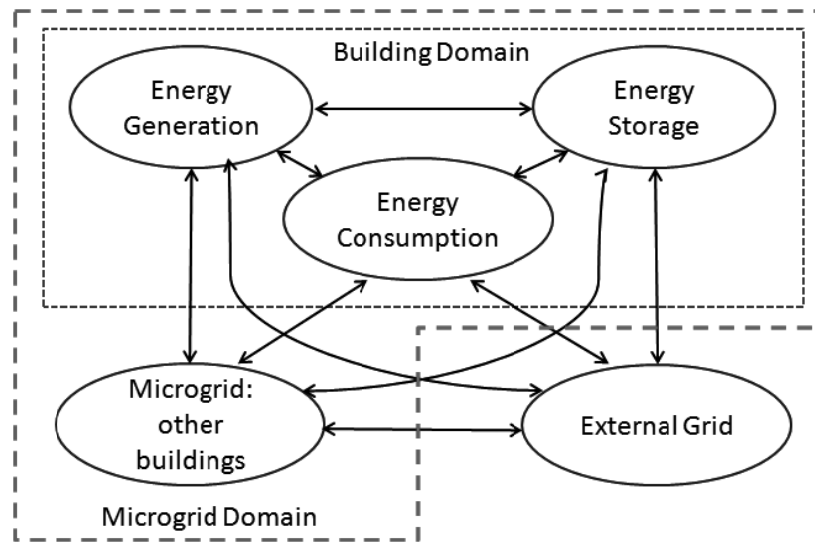 Building Domain
Energy
Generation
Energy
Storage
Energy
Consumption
Microgrid:
other
buildings
External Grid
Microgrid Domain